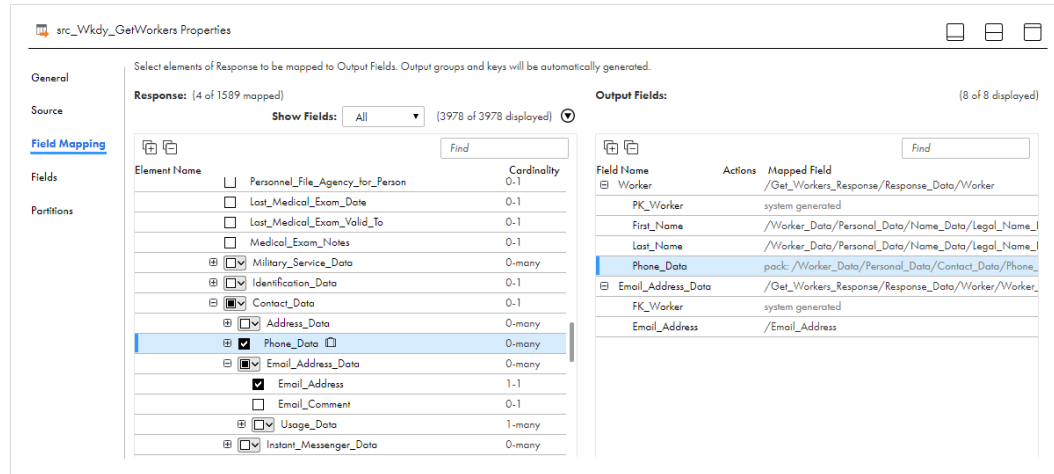 src_Wkdy_GetWorkers Properties
General
Source
Field Mapping
Fields
Partitions
Select elements of Response to be mapped to Output Fields. Output groups and keys will be automatically generated.
Response: (4 of 1589 mapped)
Show Fields: All (3978 of 3978 displayed)
Find
Element Name Cardinality
Personnel_File_Agency_for_Person 0-1
Last_Medical_Exam_Date 0-1
Last_Medical_Exam_Valid_To 0-1
Medical_Exam_Notes 0-1
Military_Service_Data 0-many
Identification_Data 0-1
Contact_Data 0-1
Address_Data 0-many
Phone_Data 0-many
Email_Address_Data 0-many
Email_Address 1-1
Email_Comment 0-1
Usage_Data 1-many
Instant_Messenger_Data 0-many
Output Fields: (8 of 8 displayed)
Find
Field Name Actions Mapped Field
Worker /Get_Workers_Response/Response_Data/Worker
PK_Worker system generated
First_Name /Worker_Data/Personal_Data/Name_Data/Legal_Name_
Last_Name /Worker_Data/Personal_Data/Name_Data/Legal_Name_
Phone_Data pack: /Worker_Data/Personal_Data/Contact_Data/Phone_
Email_Address_Data /Get_Workers_Response/Response_Data/Worker/Worker_
FK_Worker system generated
Email_Address /Email_Address